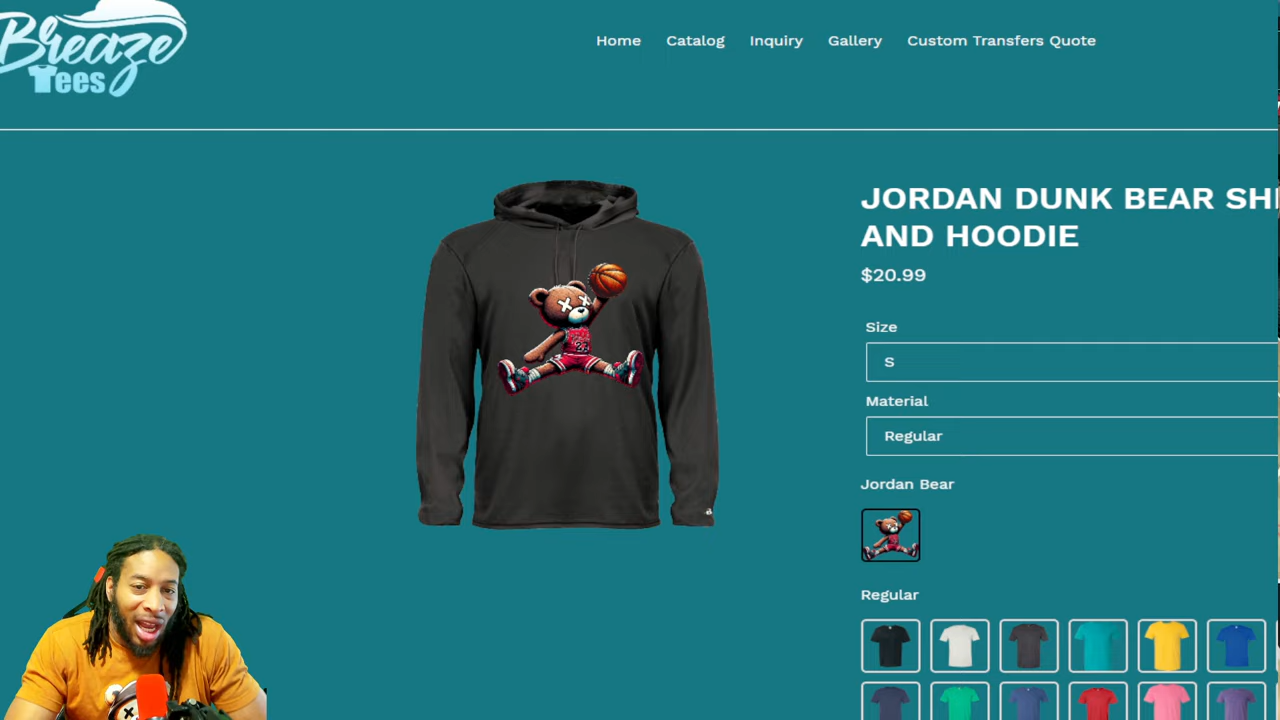 Breaze
Tees
Home Catalog Inquiry Gallery Custom Transfers Quote
JORDAN DUNK BEAR SHI
AND HOODIE
$20.99
Size
S
Material
Regular
Jordan Bear
Regular